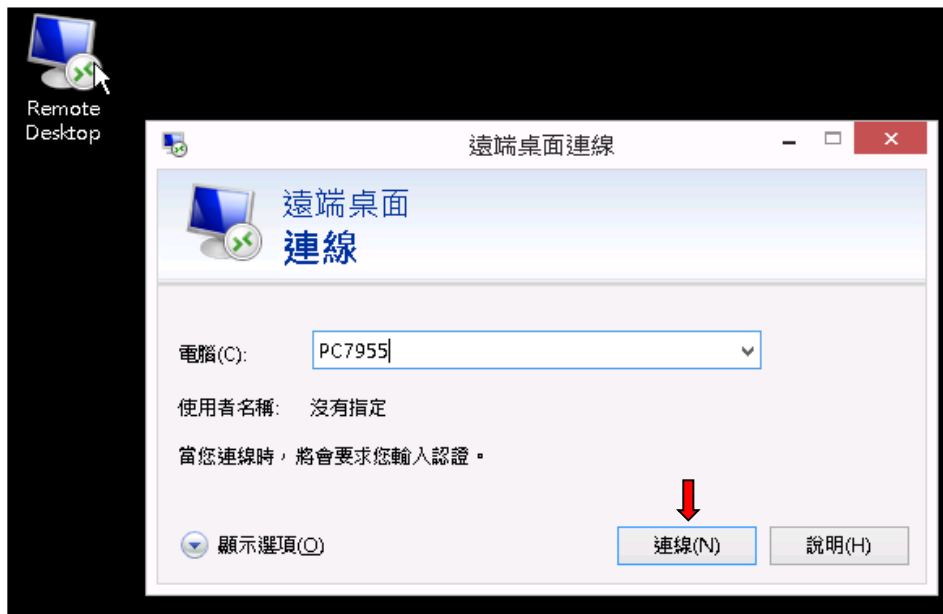 Remote
Desktop
遠端桌面連線
遠端桌面
連線
電腦(C):
PC7955
使用者名稱:
沒有指定
當您連線時，將會要求您輸入認證。
顯示選項(O)
連線(N)
說明(H)